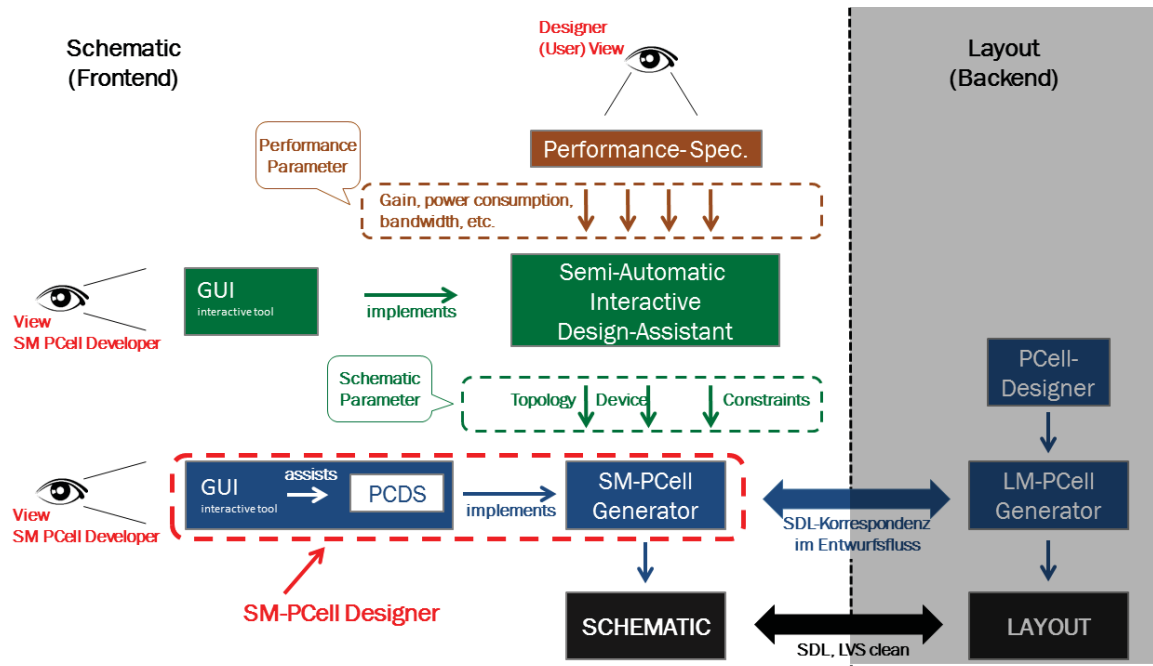 Schematic
(Frontend)
Designer
(User) View
Layout
(Backend)
Performance
Parameter
Performance-Spec.
Gain, power consumption,
bandwidth, etc.
GUI
interactive tool
implements
Semi-Automatic
Interactive
Design-Assistant
View
SM PCell Developer
Schematic
Parameter
Topology Device Constraints
PCell-
Designer
GUI
interactive tool
assists
PCDS
implements
SM-PCell
Generator
LM-PCell
Generator
View
SM PCell Developer
SDL-Korrespondenz
im Entwurfsfluss
SM-PCell Designer
SCHEMATIC
SDL, LVS clean
LAYOUT